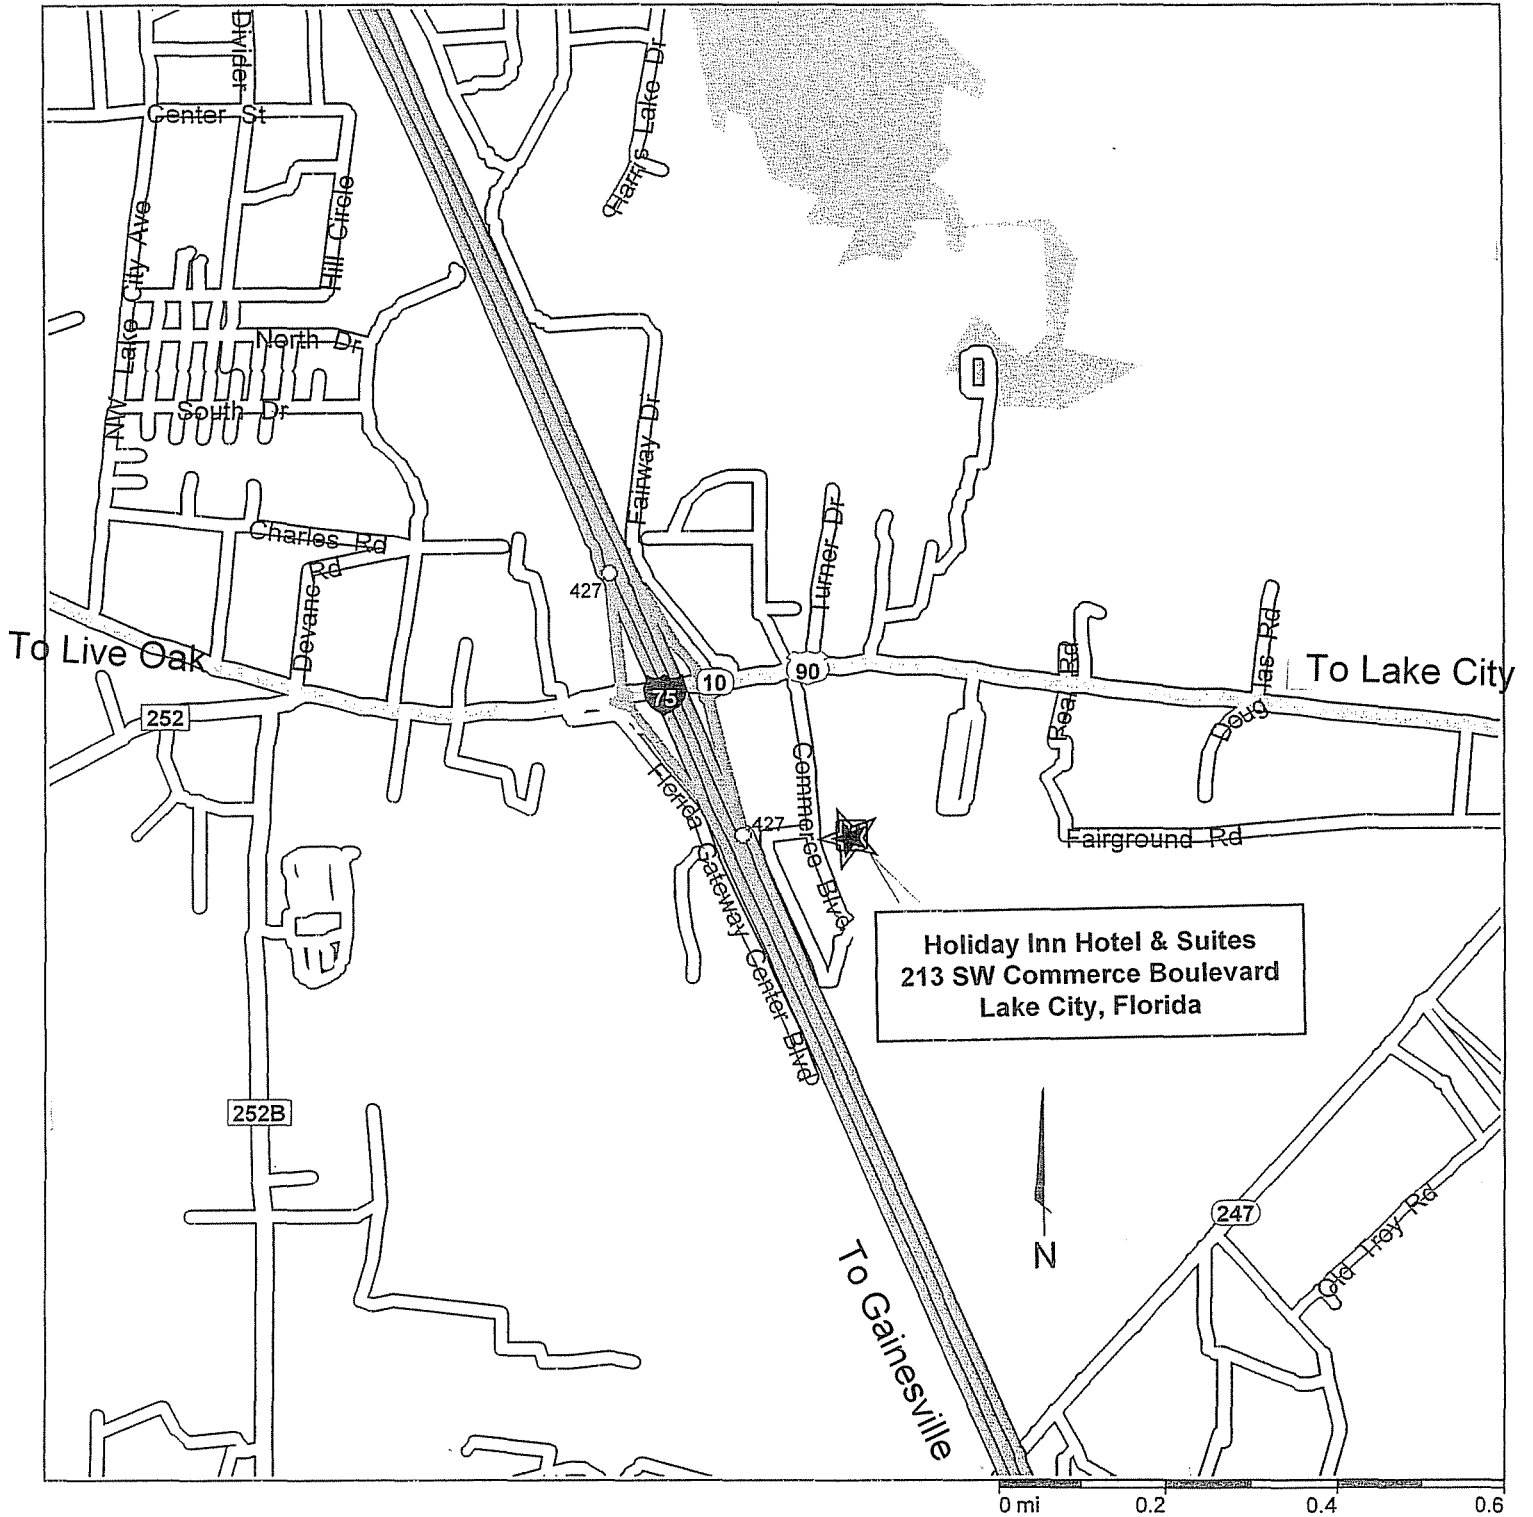 Divider
Center St
Harris Lake Dr
NW Lake City Ave
Hill Circle
North Dr
South Dr
Fairway Dr
Turner Dr
Charles Rd
Devane Rd
427
To Live Oak
To Lake City
252
75
10
90
Real Rd
Douglas Rd
Florida Gateway Center Blvd
Commerce Blvd
427
Fairground Rd
Holiday Inn Hotel & Suites
213 SW Commerce Boulevard
Lake City, Florida
252B
N
247
Old Troy Rd
To Gainesville
0 mi 0.2 0.4 0.6